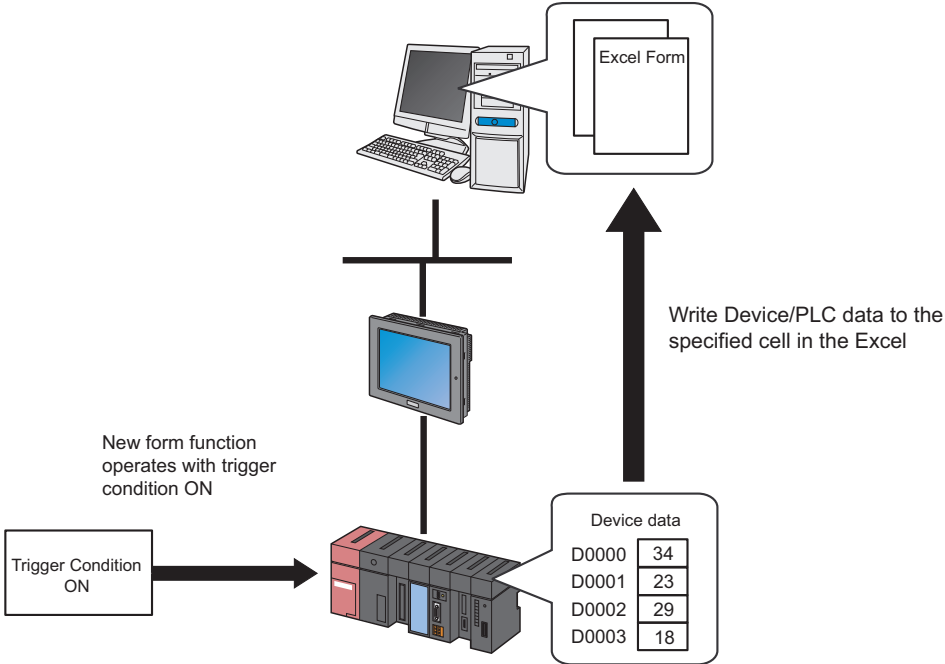 Excel Form
Write Device/PLC data to the
specified cell in the Excel
New form function
operates with trigger
condition ON
Trigger Condition
ON
Device data
D0000 34
D0001 23
D0002 29
D0003 18